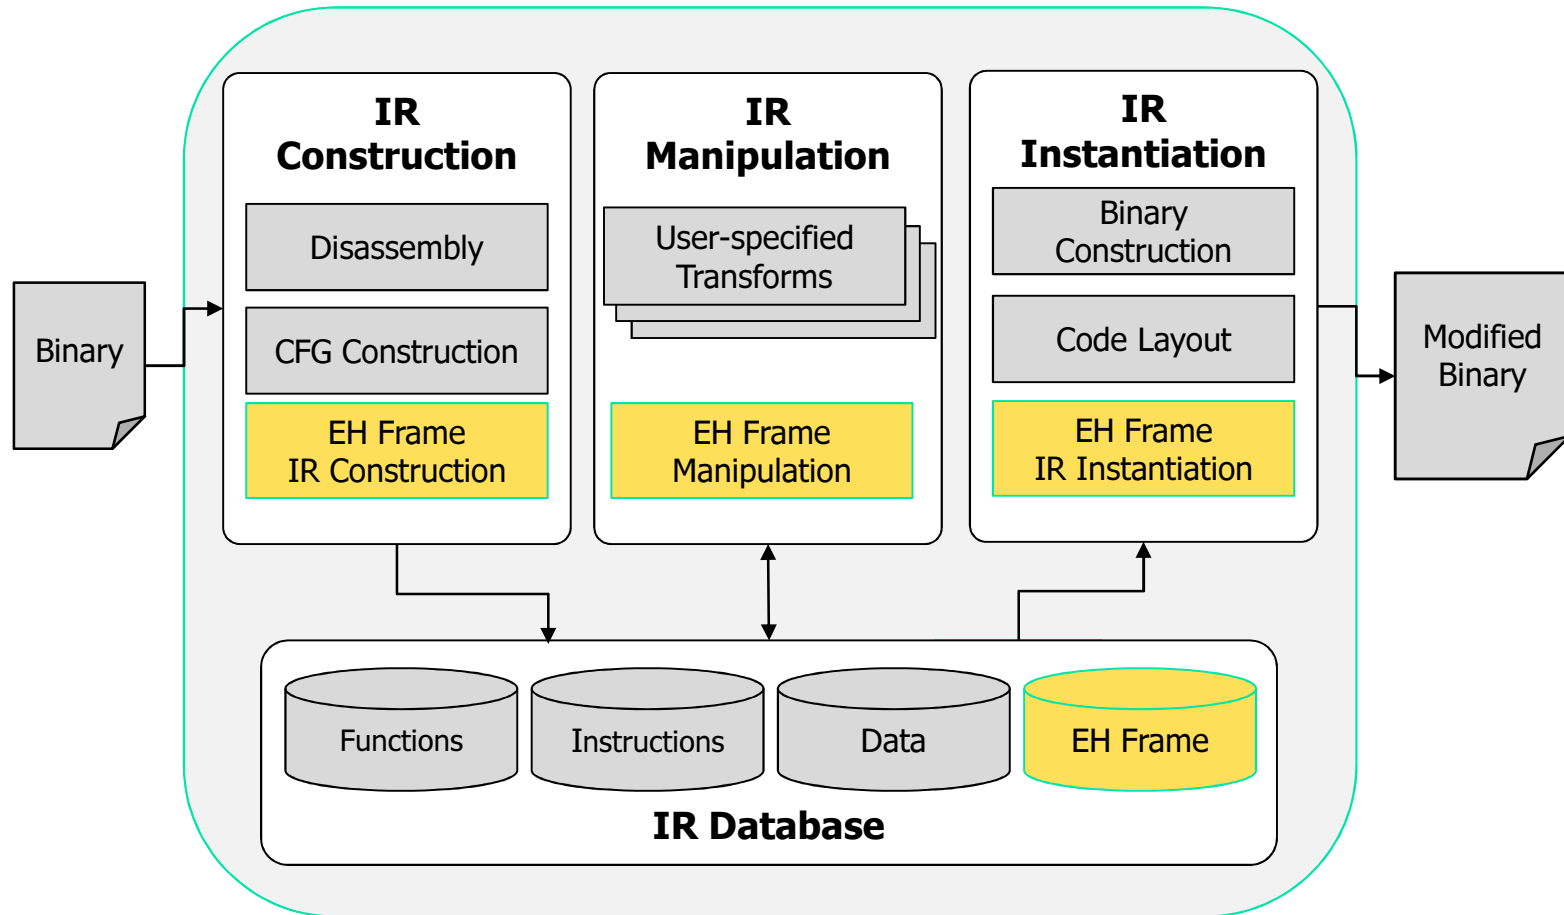 Binary
IR
Construction
Disassembly
CFG Construction
EH Frame
IR Construction
IR
Manipulation
User-specified
Transforms
EH Frame
Manipulation
IR
Instantiation
Binary
Construction
Code Layout
EH Frame
IR Instantiation
Modified
Binary
Functions
Instructions
Data
EH Frame
IR Database